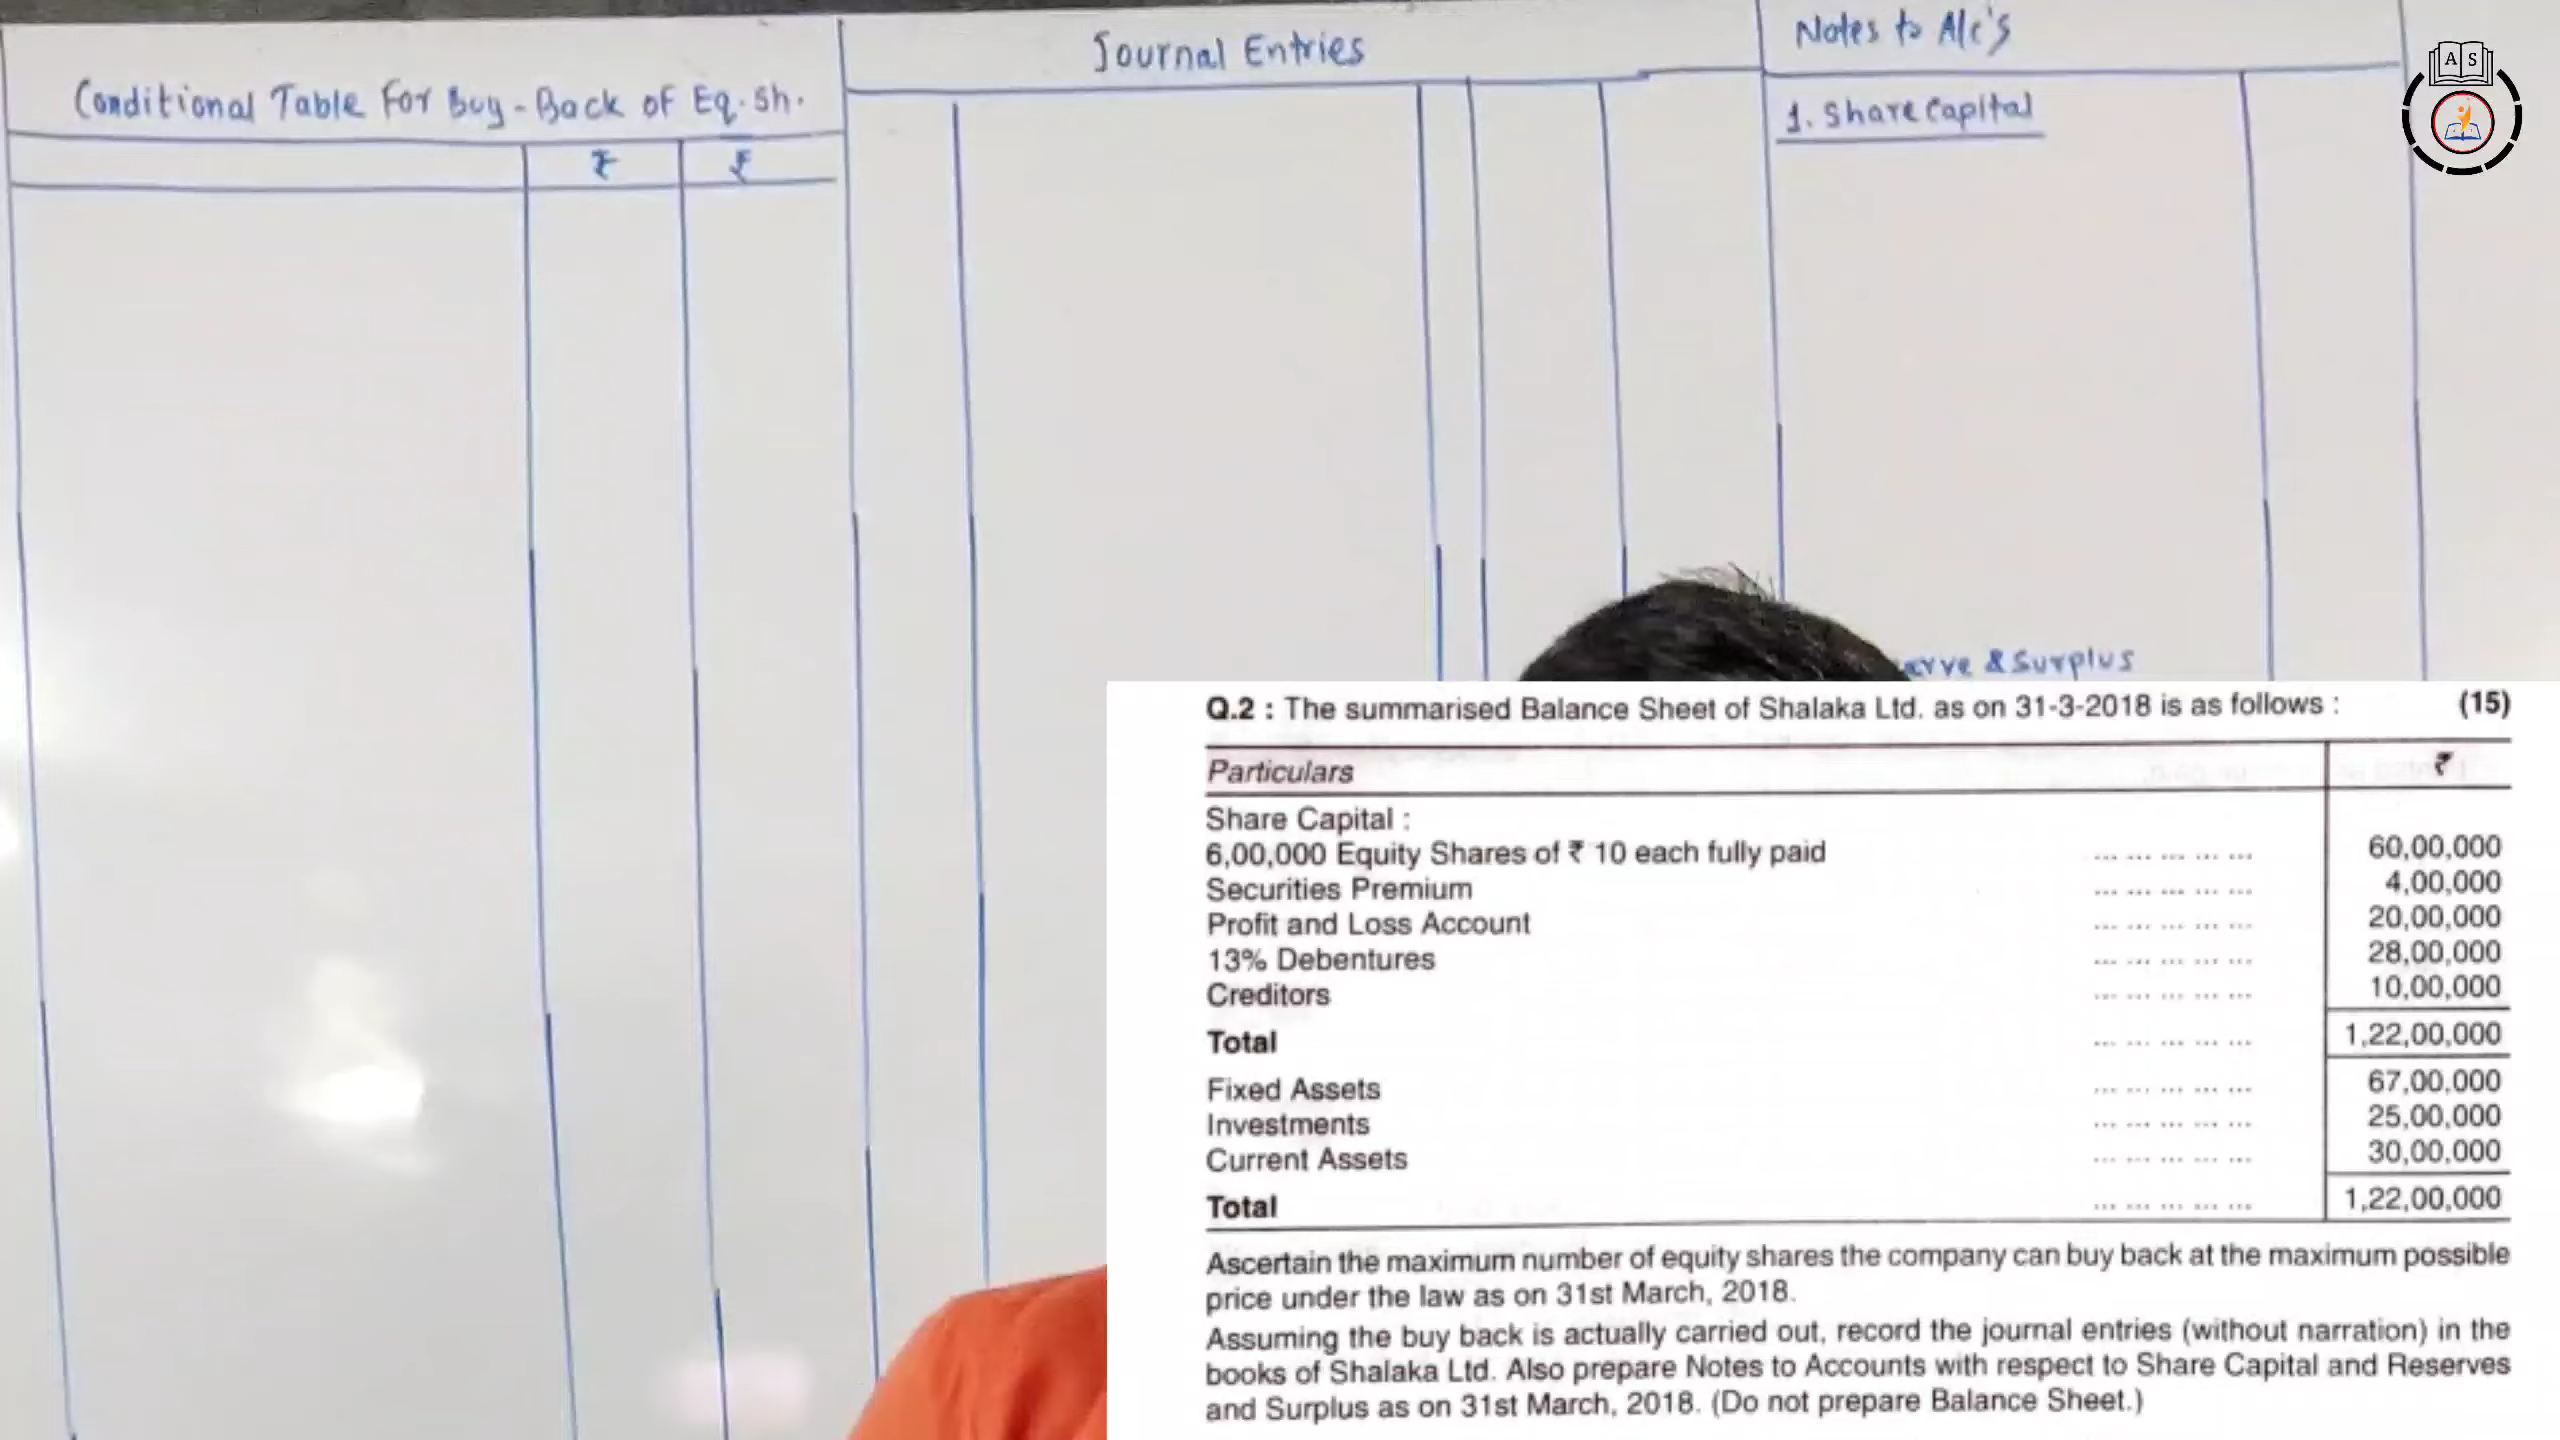 Conditional Table For Buy-Back of Eq. Sh.
₹ ₹
Journal Entries
Notes to A/c's
1. Share Capital
A S
& Surplus
Q.2 : The summarised Balance Sheet of Shalaka Ltd. as on 31-3-2018 is as follows : (15)
Particulars ₹
Share Capital :
6,00,000 Equity Shares of ₹ 10 each fully paid ... ... ... ... ... 60,00,000
Securities Premium ... ... ... ... ... 4,00,000
Profit and Loss Account ... ... ... ... ... 20,00,000
13% Debentures ... ... ... ... ... 28,00,000
Creditors ... ... ... ... ... 10,00,000
Total ... ... ... ... ... 1,22,00,000
Fixed Assets ... ... ... ... ... 67,00,000
Investments ... ... ... ... ... 25,00,000
Current Assets ... ... ... ... ... 30,00,000
Total ... ... ... ... ... 1,22,00,000
Ascertain the maximum number of equity shares the company can buy back at the maximum possible
price under the law as on 31st March, 2018.
Assuming the buy back is actually carried out, record the journal entries (without narration) in the
books of Shalaka Ltd. Also prepare Notes to Accounts with respect to Share Capital and Reserves
and Surplus as on 31st March, 2018. (Do not prepare Balance Sheet.)